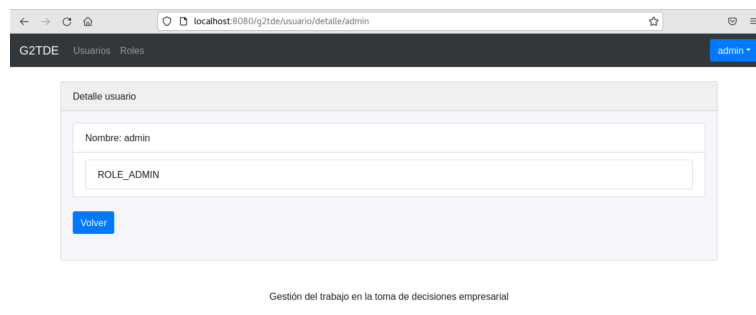 localhost:8080/g2tde/usuario/detalle/admin
G2TDE Usuarios Roles admin
Detalle usuario
Nombre: admin
ROLE_ADMIN
Volver
Gestión del trabajo en la toma de decisiones empresarial